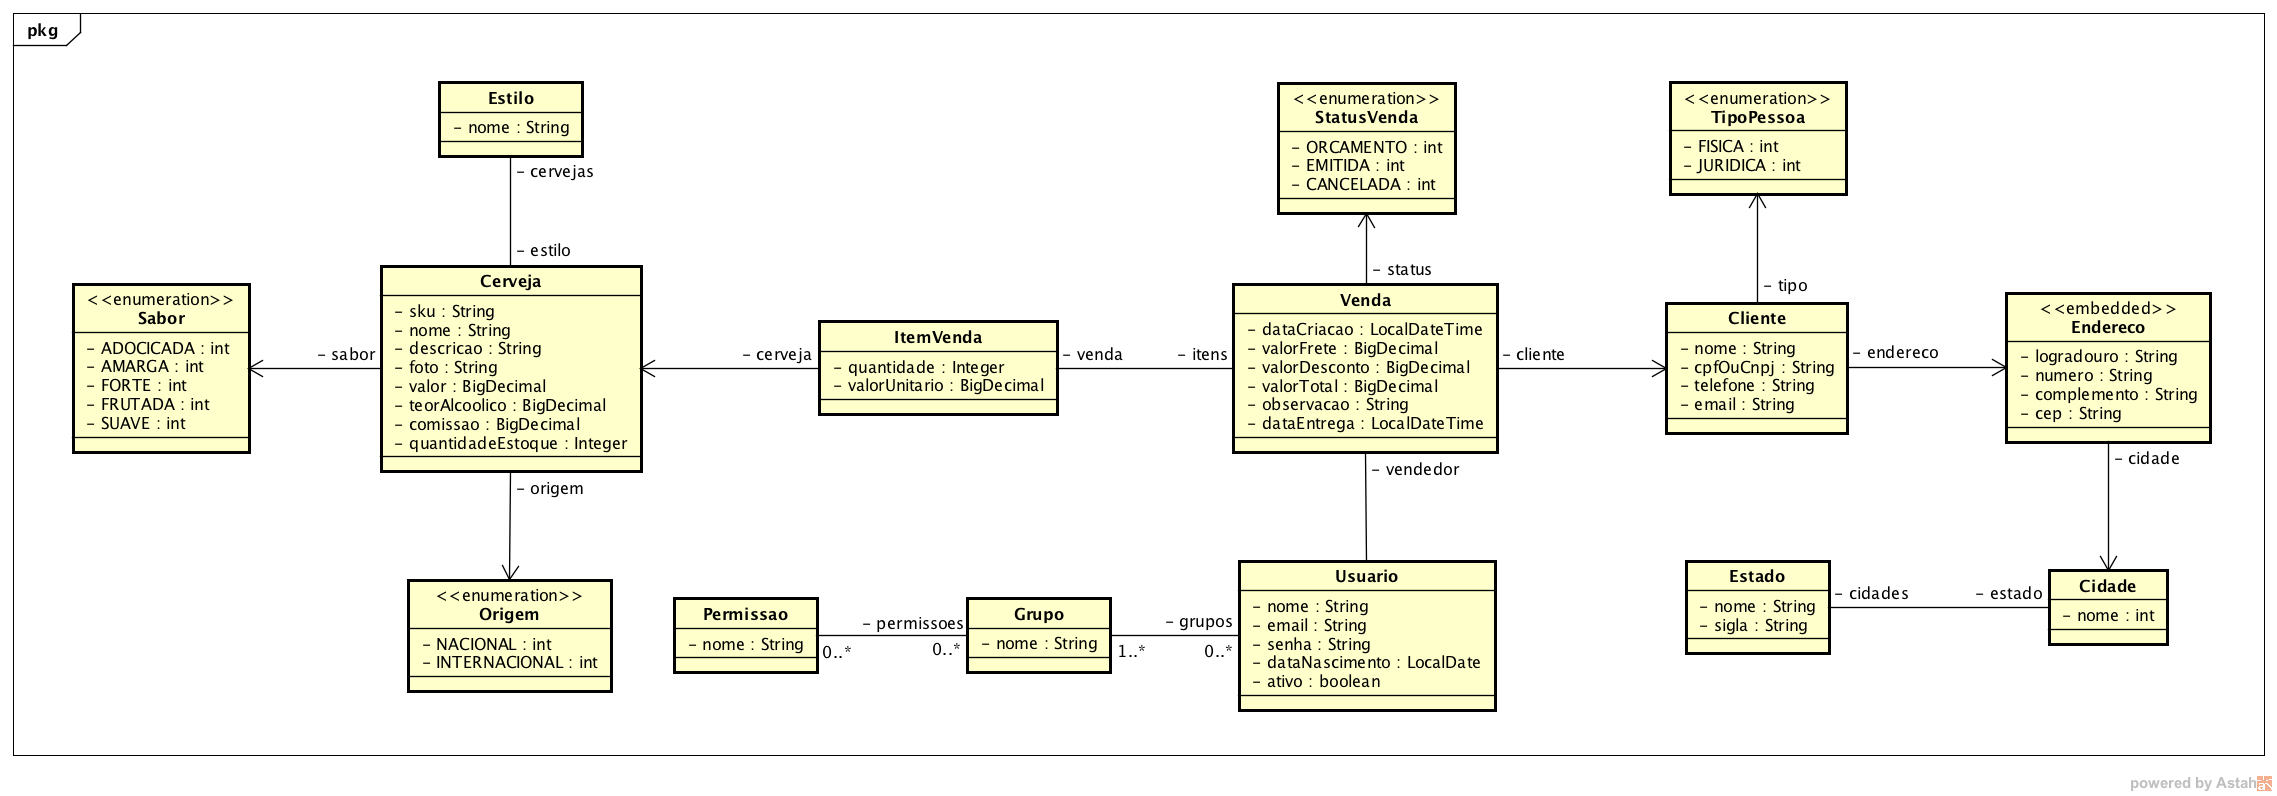 pkg
Estilo
- nome : String
- cervejas
- estilo
<<enumeration>>
Sabor
- ADOCICADA : int
- AMARGA : int
- FORTE : int
- FRUTADA : int
- SUAVE : int
- sabor
Cerveja
- sku : String
- nome : String
- descricao : String
- foto : String
- valor : BigDecimal
- teorAlcoolico : BigDecimal
- comissao : BigDecimal
- quantidadeEstoque : Integer
- origem
<<enumeration>>
Origem
- NACIONAL : int
- INTERNACIONAL : int
- cerveja
ItemVenda
- quantidade : Integer
- valorUnitario : BigDecimal
- venda
- itens
<<enumeration>>
StatusVenda
- ORCAMENTO : int
- EMITIDA : int
- CANCELADA : int
- status
Venda
- dataCriacao : LocalDateTime
- valorFrete : BigDecimal
- valorDesconto : BigDecimal
- valorTotal : BigDecimal
- observacao : String
- dataEntrega : LocalDateTime
- vendedor
- cliente
<<enumeration>>
TipoPessoa
- FISICA : int
- JURIDICA : int
- tipo
Cliente
- nome : String
- cpfOuCnpj : String
- telefone : String
- email : String
- endereco
<<embedded>>
Endereco
- logradouro : String
- numero : String
- complemento : String
- cep : String
- cidade
Permissao
- nome : String
- permissoes
0..*
0..*
Grupo
- nome : String
- grupos
1..*
0..*
Usuario
- nome : String
- email : String
- senha : String
- dataNascimento : LocalDate
- ativo : boolean
Estado
- nome : String
- sigla : String
- cidades
- estado
Cidade
- nome : int
powered by Astah